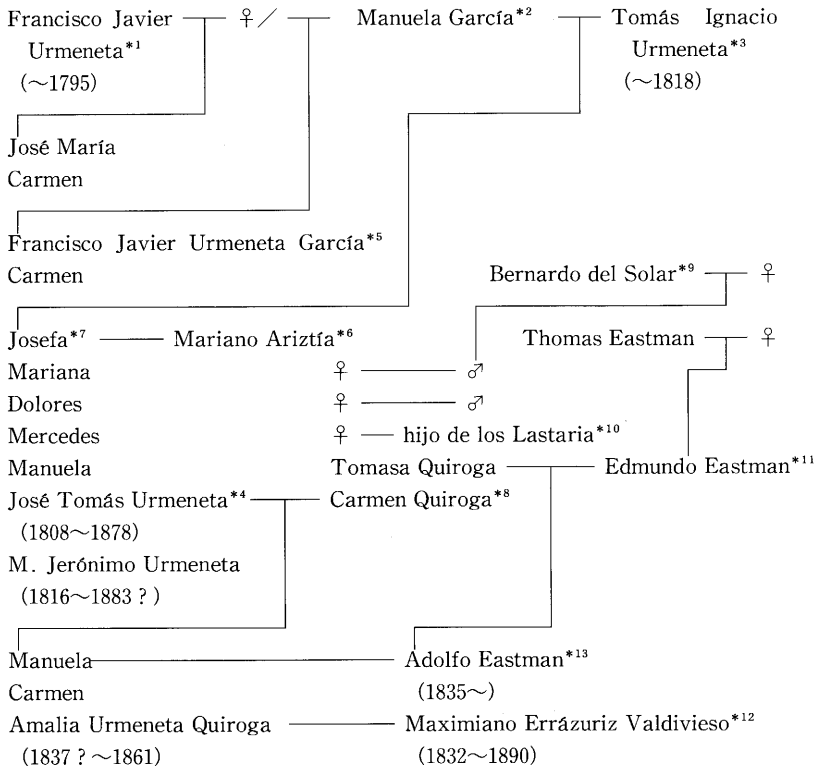 Francisco Javier ♀／ Manuela García*² Tomás Ignacio
Urmeneta*¹ Urmeneta*³
(～1795) (～1818)
José María
Carmen
Francisco Javier Urmeneta García*⁵
Carmen
Bernardo del Solar*⁹ ♀
Josefa*⁷ Mariano Ariztía*⁶ Thomas Eastman ♀
Mariana ♀ ♂
Dolores ♀ ♂
Mercedes ♀ hijo de los Lastaria*¹⁰
Manuela Tomasa Quiroga Edmundo Eastman*¹¹
José Tomás Urmeneta*⁴ Carmen Quiroga*⁸
(1808～1878)
M. Jerónimo Urmeneta
(1816～1883 ? )
Manuela Adolfo Eastman*¹³
Carmen (1835～)
Amalia Urmeneta Quiroga Maximiano Errázuriz Valdivieso*¹²
(1837 ? ～1861) (1832～1890)